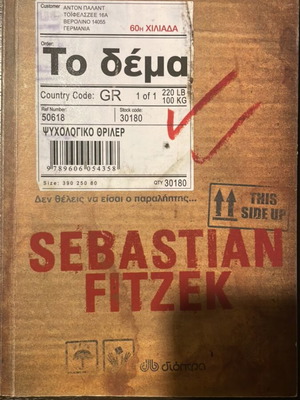 Customer
ΑΝΤΟΝ ΠΑΛΑΝΤ
ΤΟΪΦΕΛΣΖΕΕ 16Α
ΒΕΡΟΛΙΝΟ 14055
ΓΕΡΜΑΝΙΑ
60η ΧΙΛΙΑΔΑ
Order:
Το δέμα
Country Code: GR 1 of 1 220 LB
100 KG
Ref Number: Stock code:
50618 30180
ΨΥΧΟΛΟΓΙΚΟ ΘΡΙΛΕΡ
9789606054358
Size: 390 250 80 QTY 30180
Δεν θέλεις να είσαι ο παραλήπτης...
THIS
SIDE UP
SEBASTIAN
FITZEK
διόπτρα